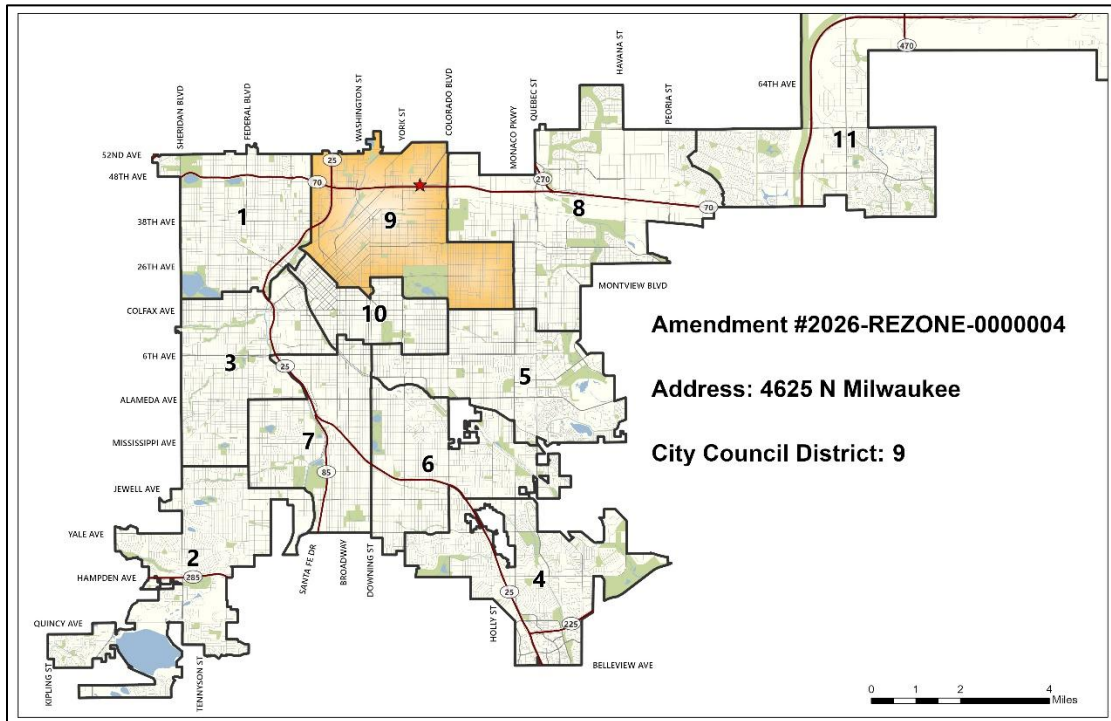 SHERIDAN BLVD
FEDERAL BLVD
WASHINGTON ST
YORK ST
COLORADO BLVD
MONACO PKWY
QUEBEC ST
HAVANA ST
PEORIA ST
64TH AVE
470
11
52ND AVE
48TH AVE
25
70
270
70
1
9
8
38TH AVE
26TH AVE
MONTVIEW BLVD
COLFAX AVE
10
Amendment #2026-REZONE-0000004
6TH AVE
3
25
5
ALAMEDA AVE
Address: 4625 N Milwaukee
MISSISSIPPI AVE
7
6
City Council District: 9
85
JEWELL AVE
YALE AVE
2
SANTA FE DR
BROADWAY
DOWNING ST
HAMPDEN AVE
285
4
25
HOLLY ST
225
QUINCY AVE
BELLEVIEW AVE
KIPLING ST
TENNYSON ST
0 1 2 4
Miles